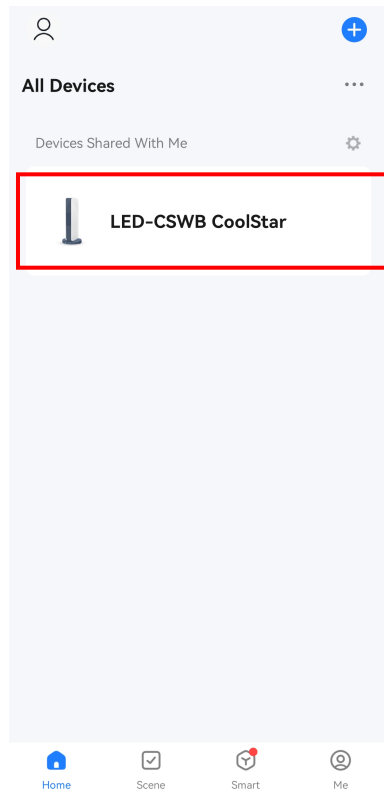 All Devices
Devices Shared With Me
LED-CSWB CoolStar
Home Scene Smart Me